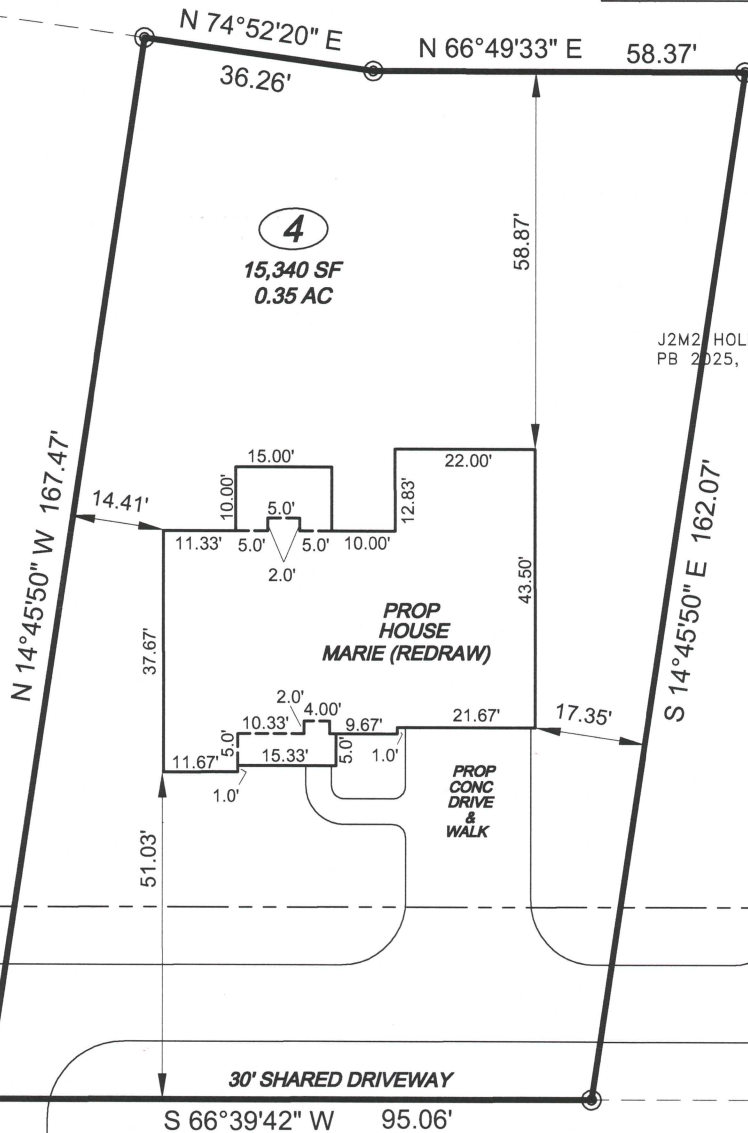 N 74°52'20" E
36.26'
N 66°49'33" E 58.37'
4
15,340 SF
0.35 AC
58.87'
J2M2 HOL
PB 2025,
N 14°45'50" W 167.47'
S 14°45'50" E 162.07'
14.41'
15.00'
10.00'
5.0'
11.33'
5.0'
5.0'
10.00'
2.0'
12.83'
22.00'
43.50'
37.67'
PROP
HOUSE
MARIE (REDRAW)
2.0'
4.00'
10.33'
9.67'
21.67'
5.0'
15.33'
5.0'
1.0'
11.67'
1.0'
17.35'
PROP
CONC
DRIVE
&
WALK
51.03'
30' SHARED DRIVEWAY
S 66°39'42" W 95.06'